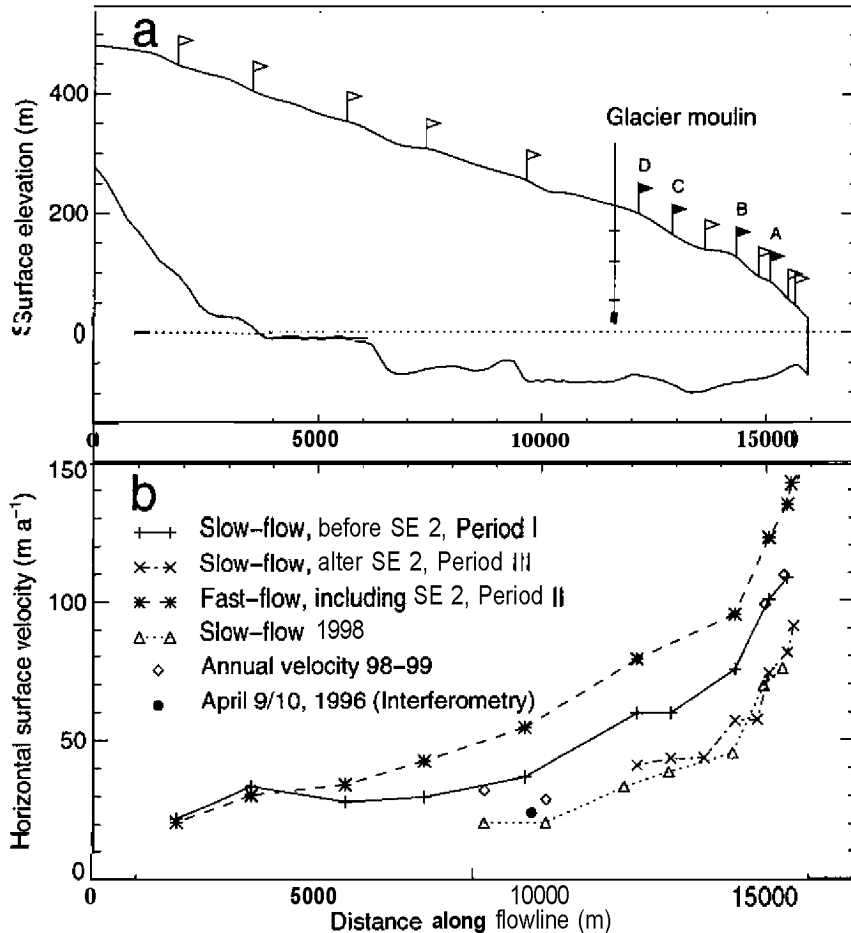 a
Surface elevation (m)
400
200
0
Glacier moulin
D
C
B
A
0 5000 10000 15000
b
Horizontal surface velocity (m a⁻¹)
150
100
50
0
Slow–flow, before SE 2, Period I
Slow–flow, alter SE 2, Period III
Fast–flow, including SE 2, Period II
Slow–flow 1998
Annual velocity 98–99
April 9/10, 1996 (Interferometry)
0 5000 10000 15000
Distance along flowline (m)